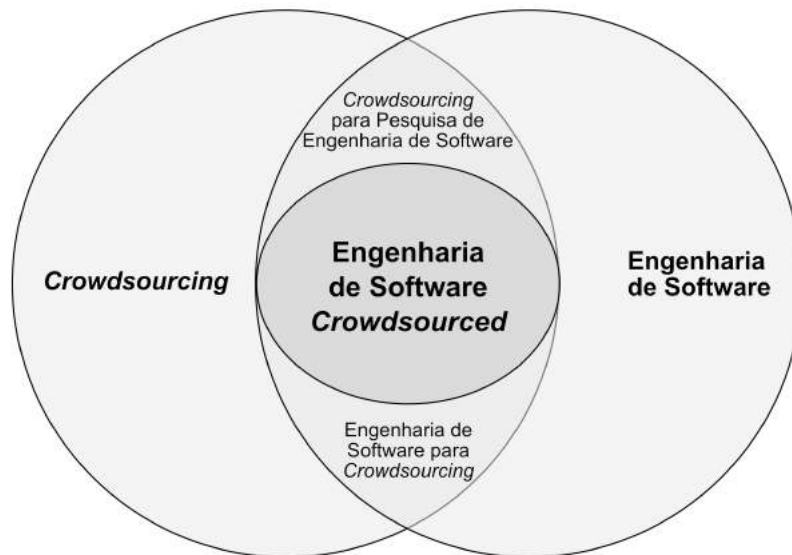 Crowdsourcing
para Pesquisa de
Engenharia de Software
Crowdsourcing
Engenharia
de Software
Crowdsourced
Engenharia
de Software
Engenharia de
Software para
Crowdsourcing